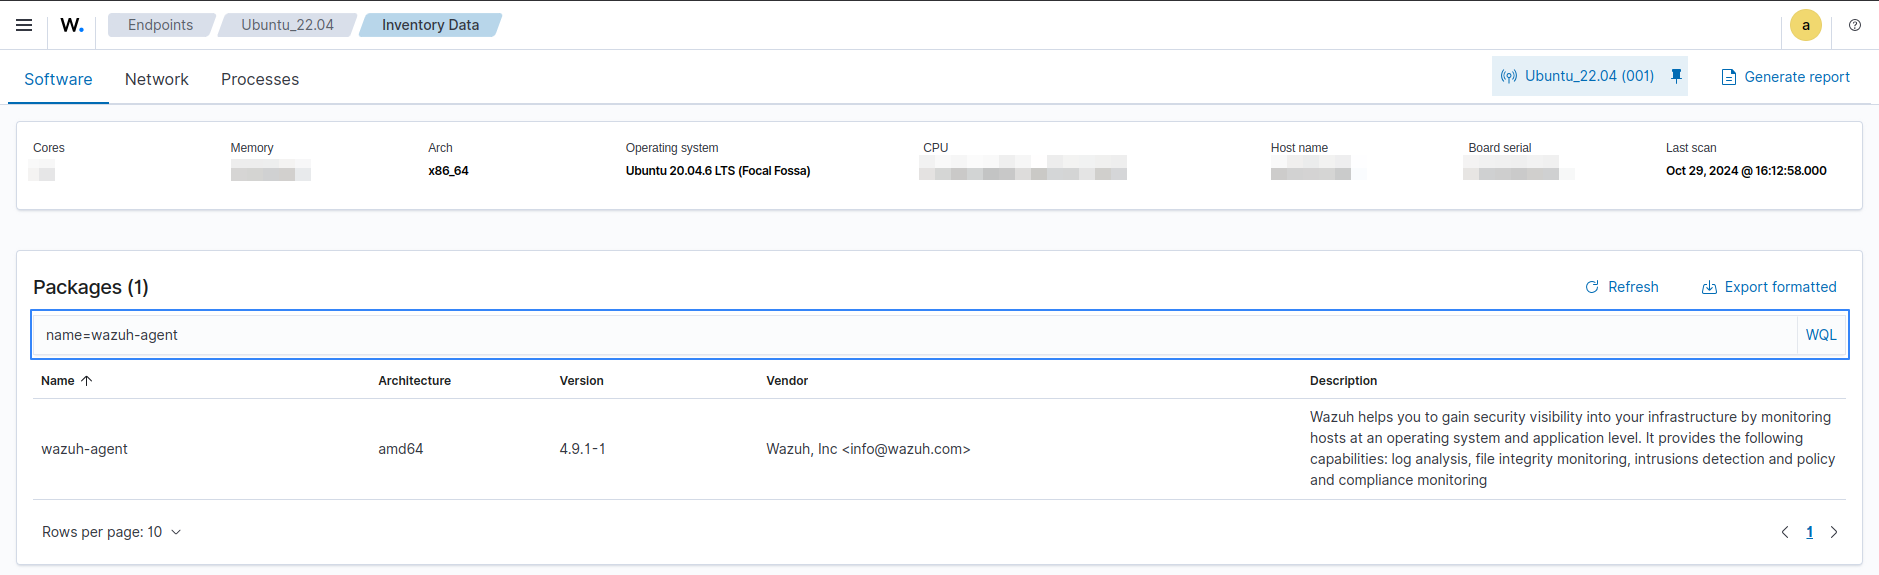 W. Endpoints Ubuntu_22.04 Inventory Data a
Software Network Processes Ubuntu_22.04 (001) Generate report
Cores Memory Arch Operating system CPU Host name Board serial Last scan
x86_64 Ubuntu 20.04.6 LTS (Focal Fossa) Oct 29, 2024 @ 16:12:58.000
Packages (1) Refresh Export formatted
name=wazuh-agent WQL
Name Architecture Version Vendor Description
wazuh-agent amd64 4.9.1-1 Wazuh, Inc <info@wazuh.com>
Wazuh helps you to gain security visibility into your infrastructure by monitoring
hosts at an operating system and application level. It provides the following
capabilities: log analysis, file integrity monitoring, intrusions detection and policy
and compliance monitoring
Rows per page: 10 1